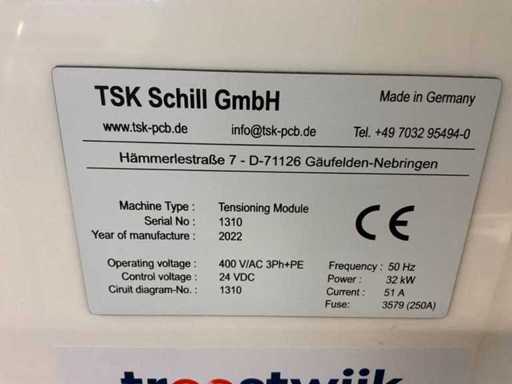 TSK Schill GmbH Made in Germany
www.tsk-pcb.de info@tsk-pcb.de Tel. +49 7032 95494-0
Hämmerlestraße 7 - D-71126 Gäufelden-Nebringen
Machine Type : Tensioning Module
Serial No : 1310
Year of manufacture : 2022
CE
Operating voltage : 400 V/AC 3Ph+PE Frequency : 50 Hz
Control voltage : 24 VDC Power : 32 kW
Ciruit diagram-No. : 1310 Current : 51 A
Fuse: 3579 (250A)
troostwijk